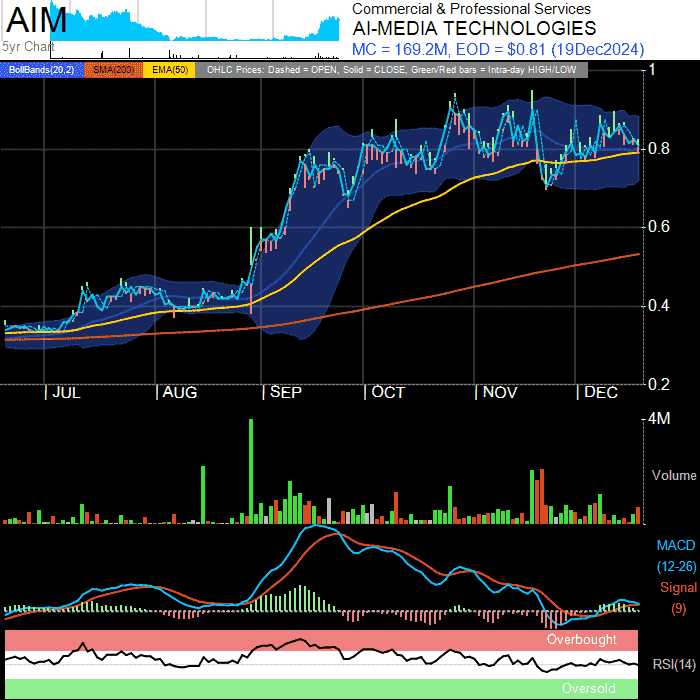 AIM
5yr Chart
Commercial & Professional Services
AI-MEDIA TECHNOLOGIES
MC = 169.2M, EOD = $0.81 (19Dec2024)
BollBands(20,2) SMA(200) EMA(50) OHLC Prices: Dashed = OPEN, Solid = CLOSE, Green/Red bars = Intra-day HIGH/LOW
1
0.8
0.6
0.4
0.2
| JUL | AUG | SEP | OCT | NOV | DEC
4M
Volume
MACD
(12-26)
Signal
(9)
Overbought
RSI(14)
Oversold